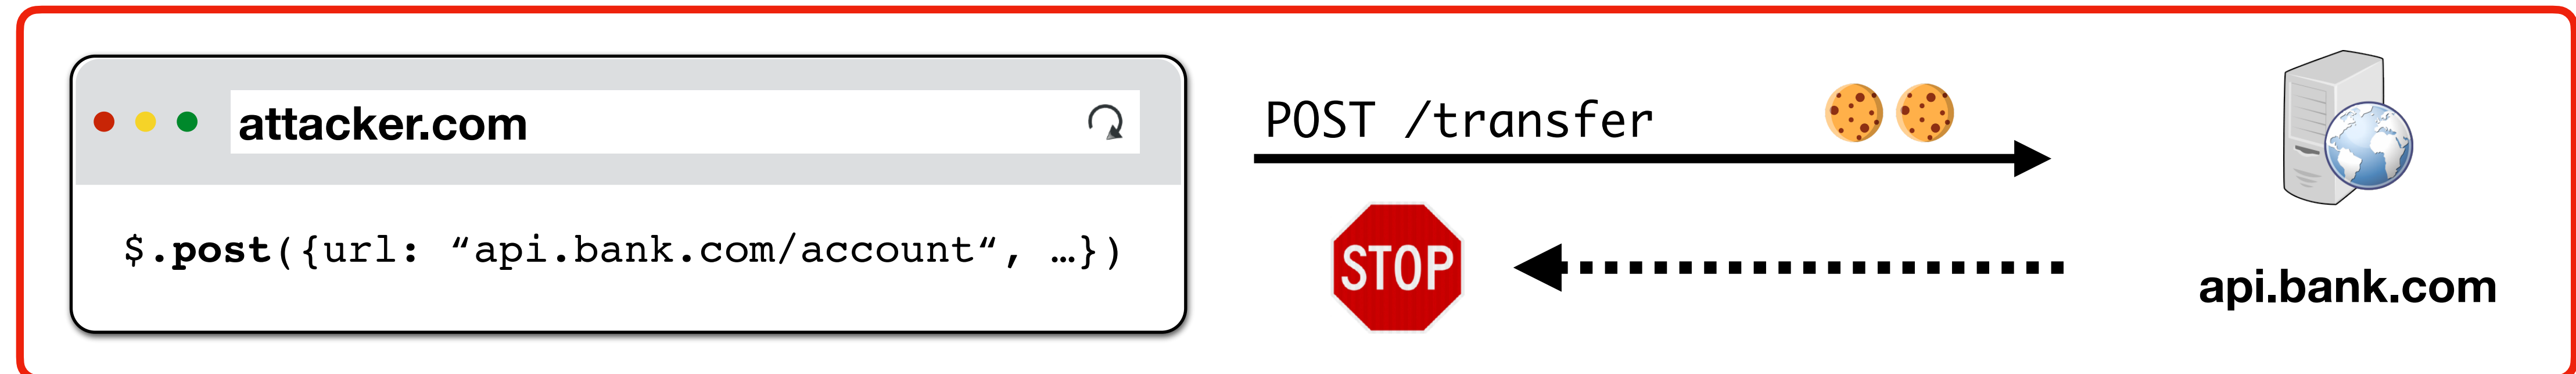 attacker.com
$.post({url: “api.bank.com/account“, …})
POST /transfer
STOP
api.bank.com